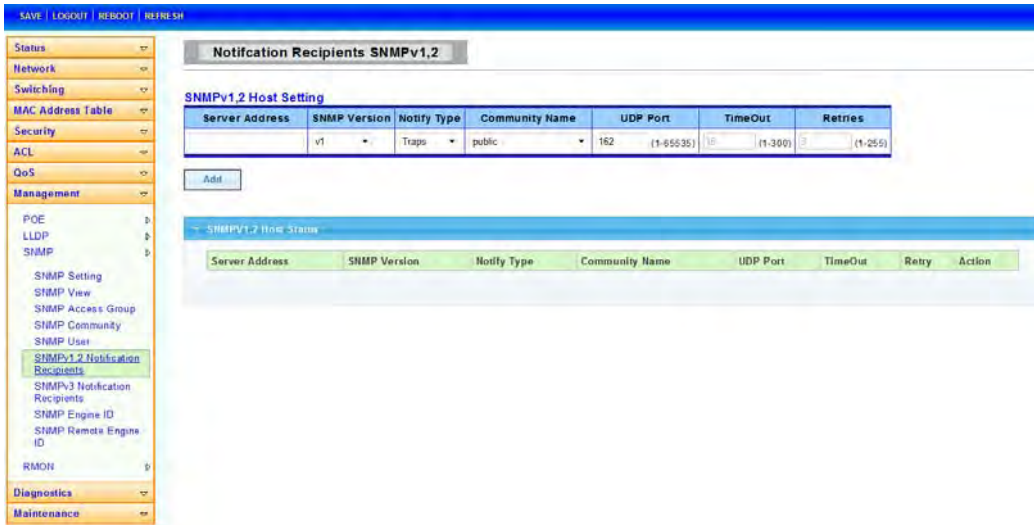 SAVE | LOGOUT | REBOOT | REFRESH
Status
Network
Switching
MAC Address Table
Security
ACL
QoS
Management
POE
LLDP
SNMP
SNMP Setting
SNMP View
SNMP Access Group
SNMP Community
SNMP User
SNMPv1,2 Notification
Recipients
SNMPv3 Notification
Recipients
SNMP Engine ID
SNMP Remote Engine
ID
RMON
Diagnostics
Maintenance
Notifcation Recipients SNMPv1,2
SNMPv1,2 Host Setting
Server Address SNMP Version Notify Type Community Name UDP Port TimeOut Retries
v1 Traps public 162 (1-65535) 15 (1-300) 3 (1-255)
Add
SNMPV1,2 Host Status
Server Address SNMP Version Notify Type Community Name UDP Port TimeOut Retry Action